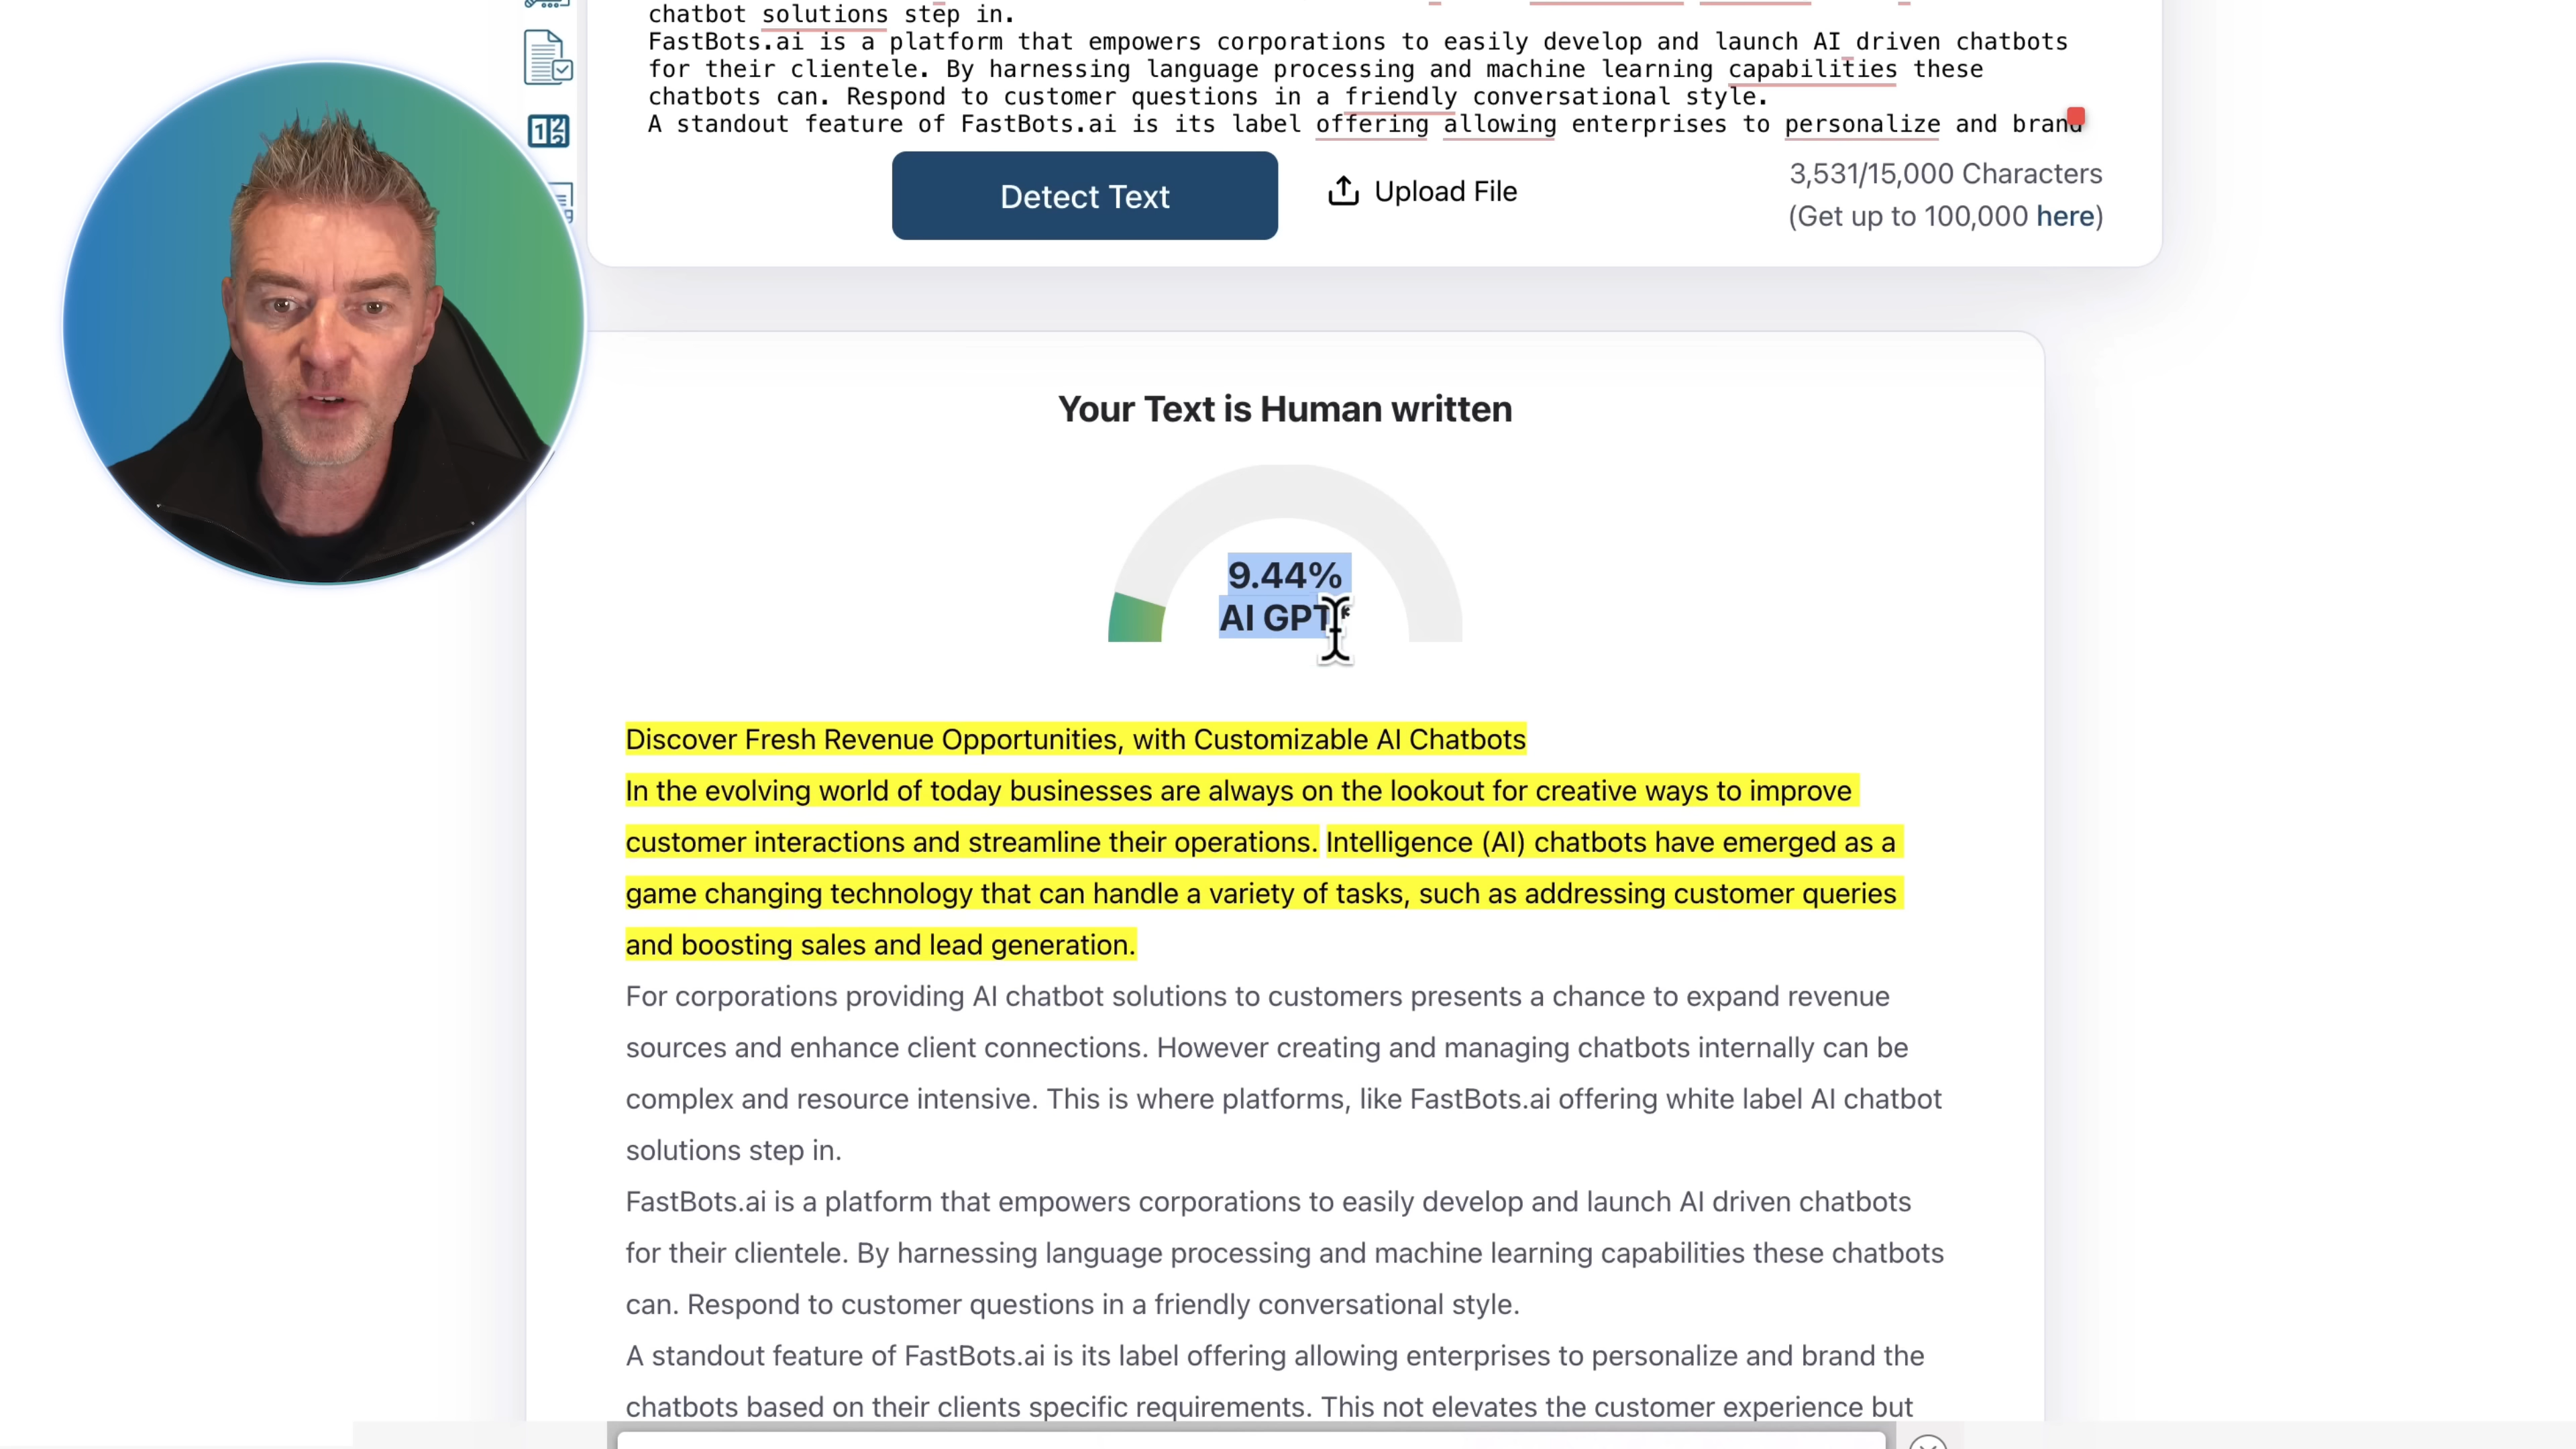 chatbot solutions step in.
FastBots.ai is a platform that empowers corporations to easily develop and launch AI driven chatbots
for their clientele. By harnessing language processing and machine learning capabilities these
chatbots can. Respond to customer questions in a friendly conversational style.
A standout feature of FastBots.ai is its label offering allowing enterprises to personalize and brand
Detect Text
Upload File
3,531/15,000 Characters
(Get up to 100,000 here)
Your Text is Human written
9.44%
AI GPT*
Discover Fresh Revenue Opportunities, with Customizable AI Chatbots
In the evolving world of today businesses are always on the lookout for creative ways to improve
customer interactions and streamline their operations. Intelligence (AI) chatbots have emerged as a
game changing technology that can handle a variety of tasks, such as addressing customer queries
and boosting sales and lead generation.
For corporations providing AI chatbot solutions to customers presents a chance to expand revenue
sources and enhance client connections. However creating and managing chatbots internally can be
complex and resource intensive. This is where platforms, like FastBots.ai offering white label AI chatbot
solutions step in.
FastBots.ai is a platform that empowers corporations to easily develop and launch AI driven chatbots
for their clientele. By harnessing language processing and machine learning capabilities these chatbots
can. Respond to customer questions in a friendly conversational style.
A standout feature of FastBots.ai is its label offering allowing enterprises to personalize and brand the
chatbots based on their clients specific requirements. This not elevates the customer experience but